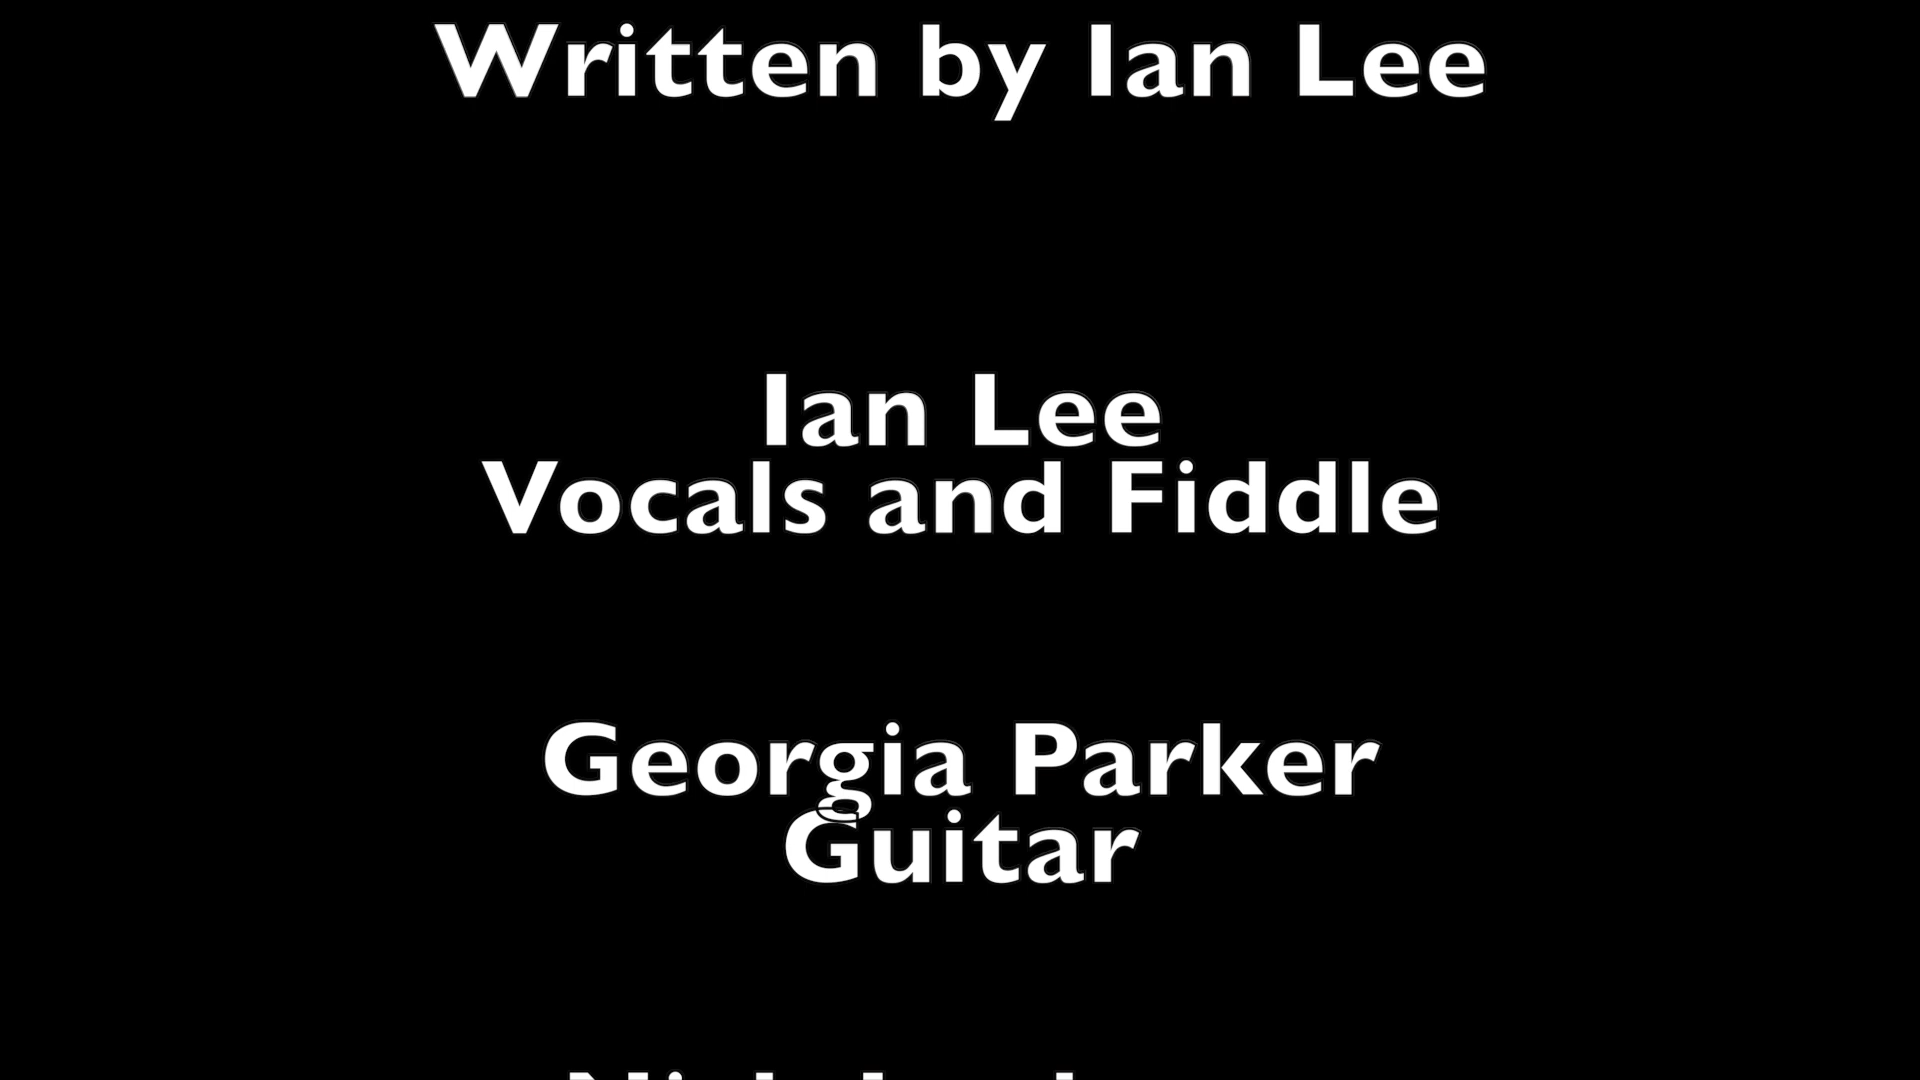 Written by Ian Lee
Ian Lee
Vocals and Fiddle
Georgia Parker
Guitar